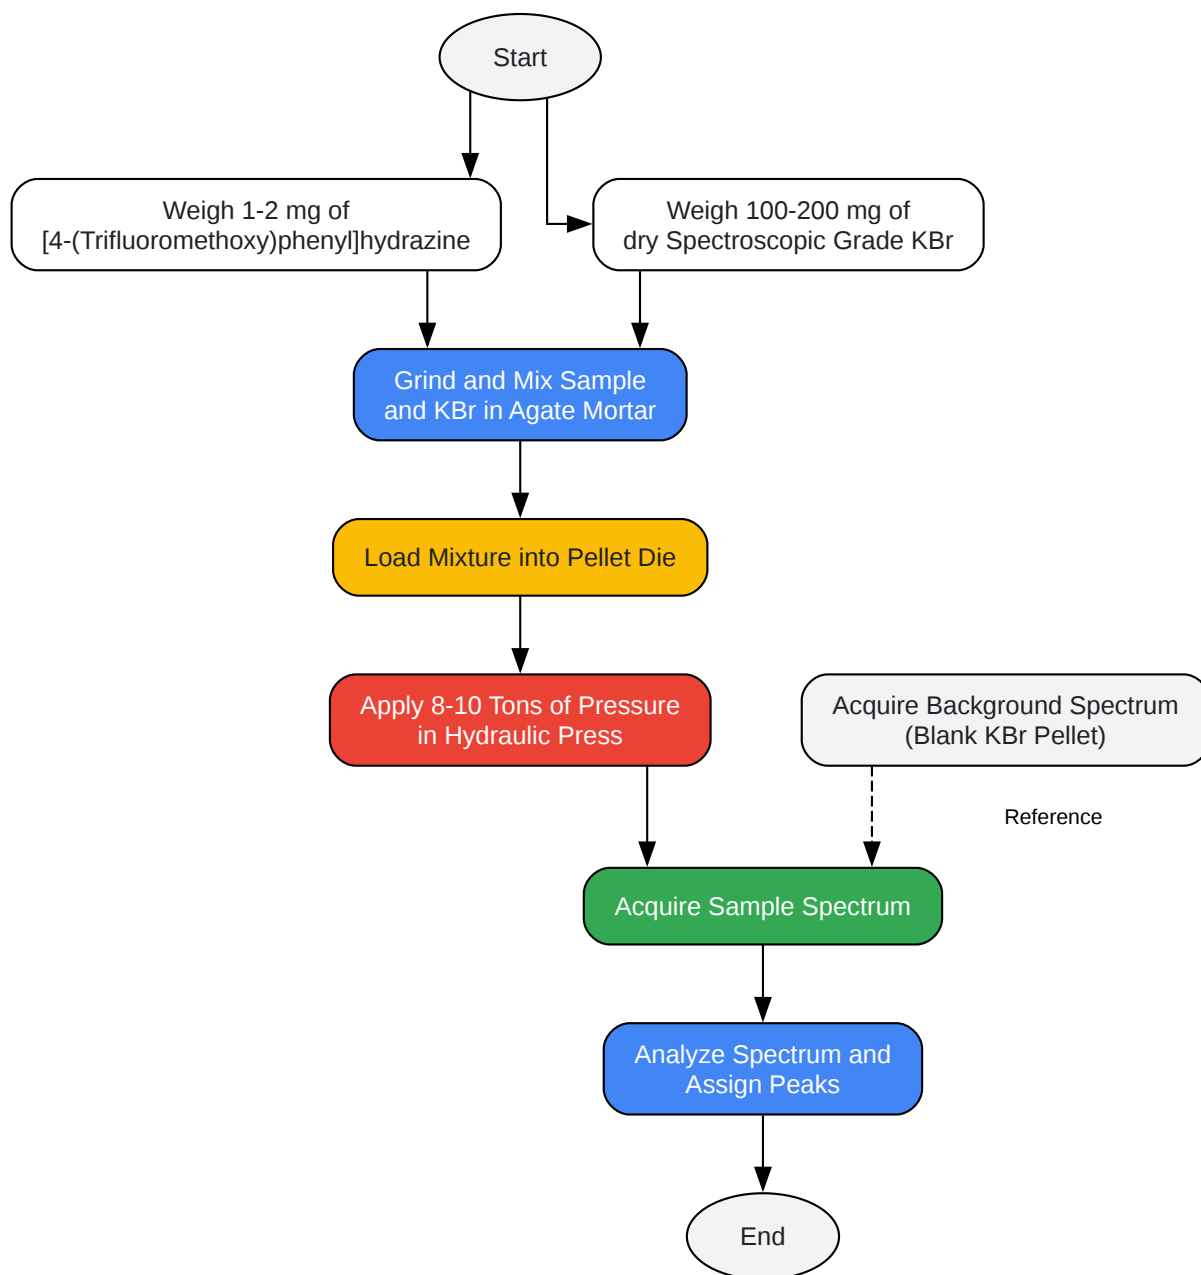 Start
Weigh 1-2 mg of
[4-(Trifluoromethoxy)phenyl]hydrazine
Weigh 100-200 mg of
dry Spectroscopic Grade KBr
Grind and Mix Sample
and KBr in Agate Mortar
Load Mixture into Pellet Die
Apply 8-10 Tons of Pressure
in Hydraulic Press
Acquire Background Spectrum
(Blank KBr Pellet)
Reference
Acquire Sample Spectrum
Analyze Spectrum and
Assign Peaks
End